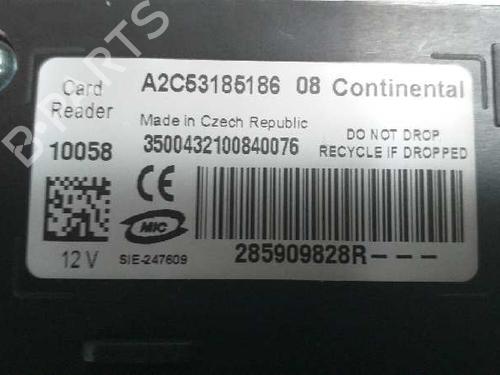 Card Reader
A2C53185186 08 Continental
Made in Czech Republic
10058
3500432100840076
DO NOT DROP
RECYCLE IF DROPPED
CE
MIC
12 V
SIE-247609
285909828R---
B-PARTS